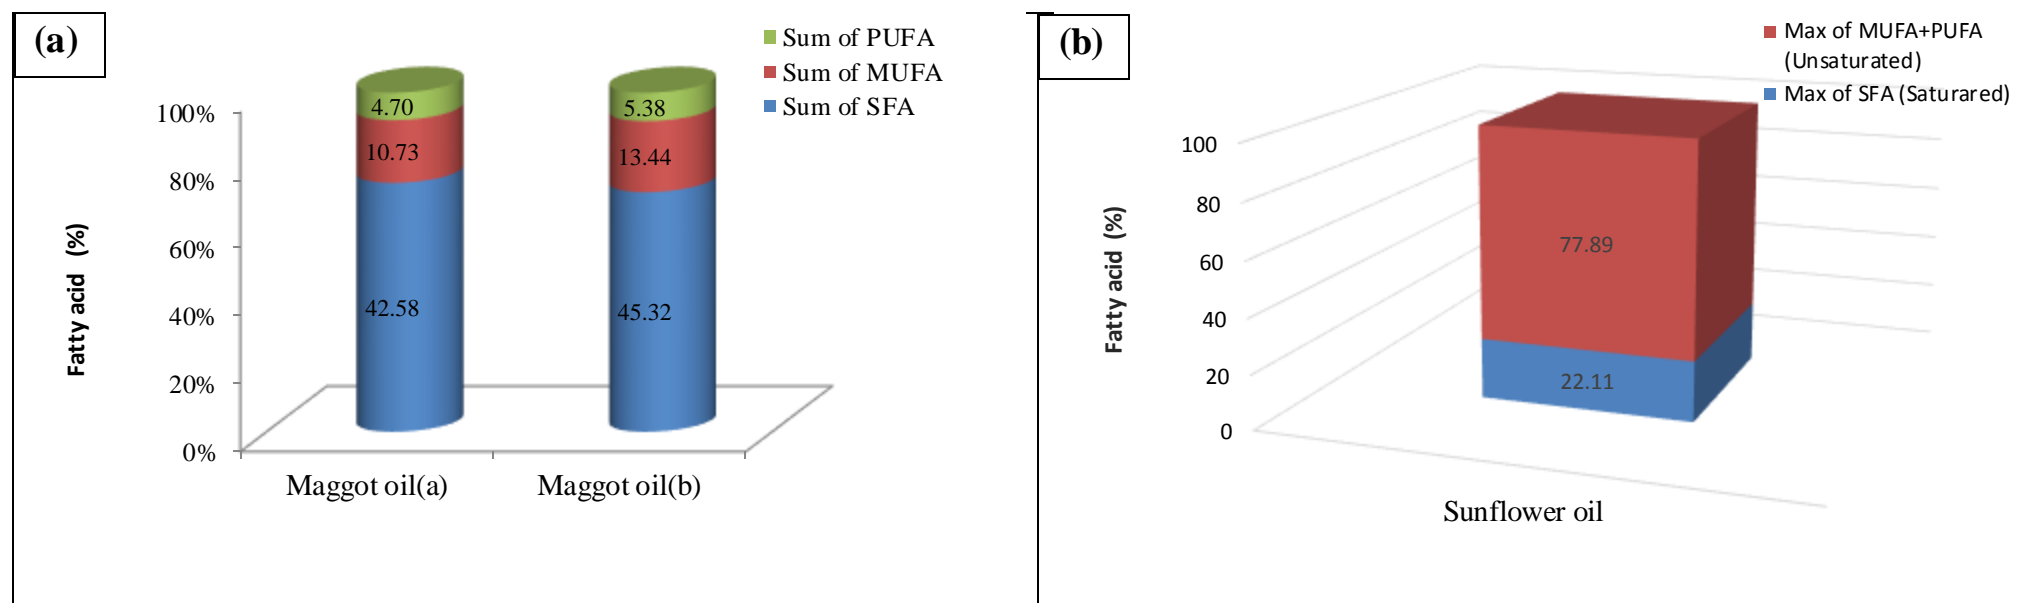 (a)
Sum of PUFA
Sum of MUFA
Sum of SFA
Fatty acid (%)
100%
80%
60%
40%
20%
0%
4.70
10.73
42.58
5.38
13.44
45.32
Maggot oil(a)
Maggot oil(b)
(b)
Max of MUFA+PUFA
(Unsaturated)
Max of SFA (Saturared)
Fatty acid (%)
100
80
60
40
20
0
77.89
22.11
Sunflower oil